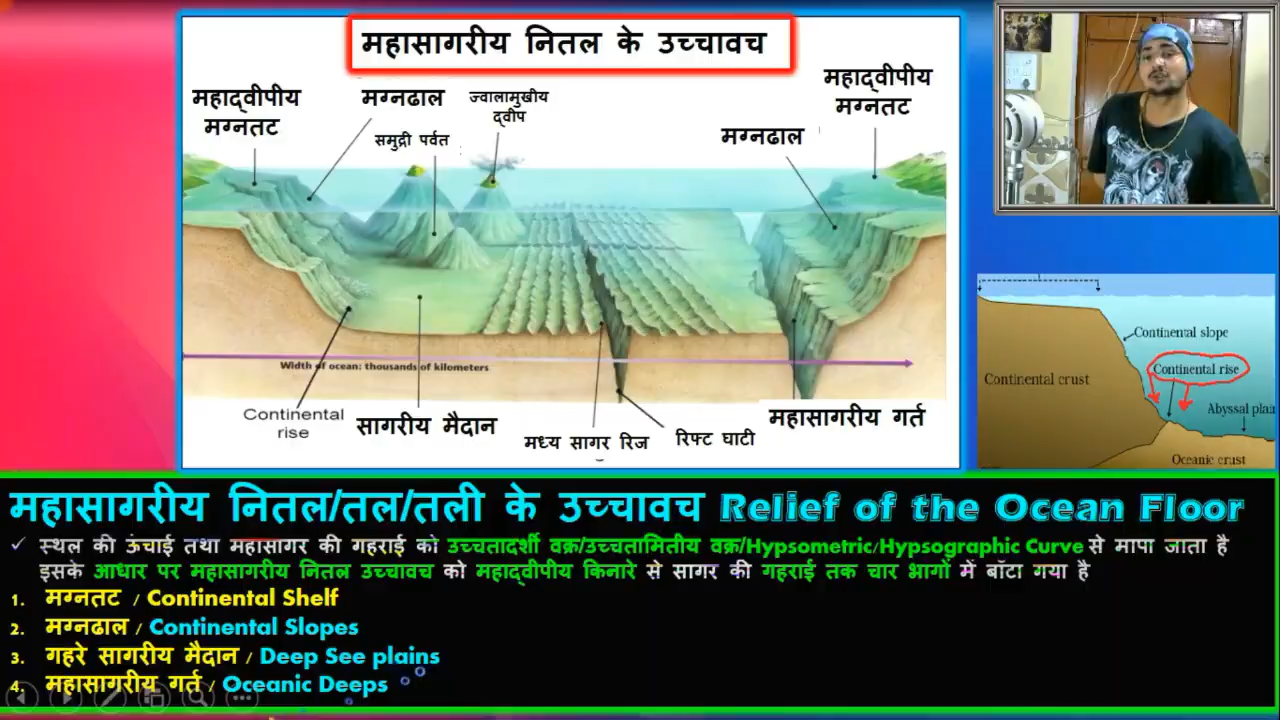 महासागरीय नितल के उच्चावच
महाद्वीपीय
मग्नतट
मग्नढाल
ज्वालामुखीय
द्वीप
समुद्री पर्वत
मग्नढाल
महाद्वीपीय
मग्नतट
Width of ocean: thousands of kilometers
Continental
rise
सागरीय मैदान
मध्य सागर रिज
रिफ्ट घाटी
महासागरीय गर्त
Continental slope
Continental rise
Continental crust
Abyssal plain
Oceanic crust
महासागरीय नितल/तल/तली के उच्चावच Relief of the Ocean Floor
✓ स्थल की ऊंचाई तथा महासागर की गहराई को उच्चतादर्शी वक्र/उच्चतामितीय वक्र/Hypsometric/Hypsographic Curve से मापा जाता है
इसके आधार पर महासागरीय नितल उच्चावच को महाद्वीपीय किनारे से सागर की गहराई तक चार भागों में बाँटा गया है
1. मग्नतट / Continental Shelf
2. मग्नढाल / Continental Slopes
3. गहरे सागरीय मैदान / Deep See plains
4. महासागरीय गर्त / Oceanic Deeps